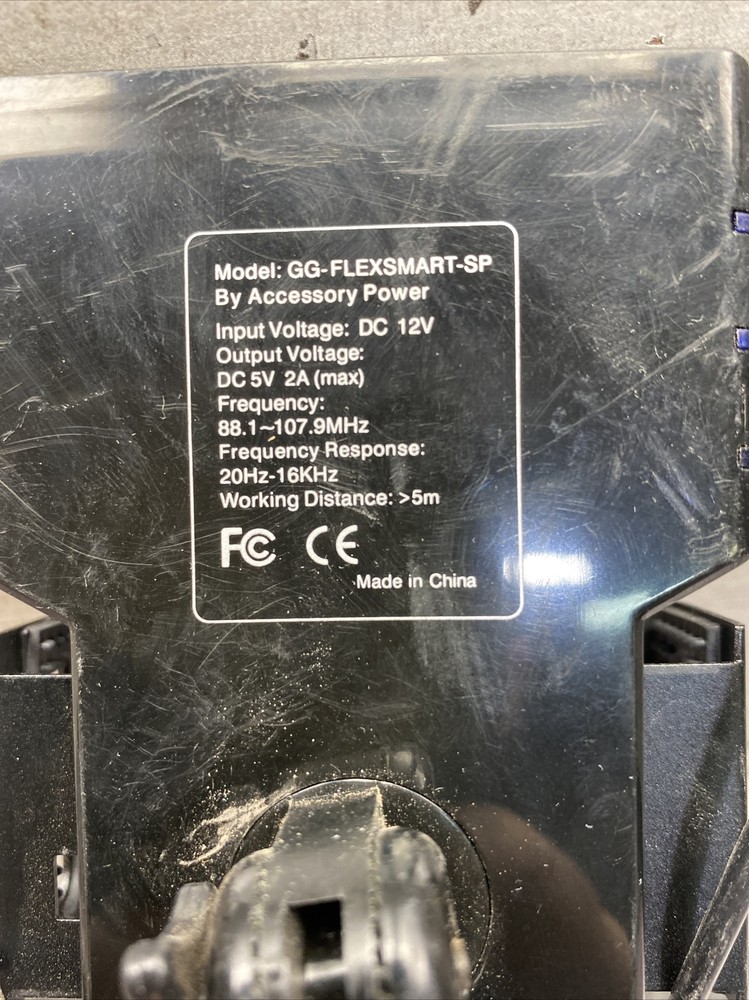 Model: GG-FLEXSMART-SP
By Accessory Power
Input Voltage: DC 12V
Output Voltage:
DC 5V 2A (max)
Frequency:
88.1~107.9MHz
Frequency Response:
20Hz-16KHz
Working Distance: >5m
FC CE
Made in China